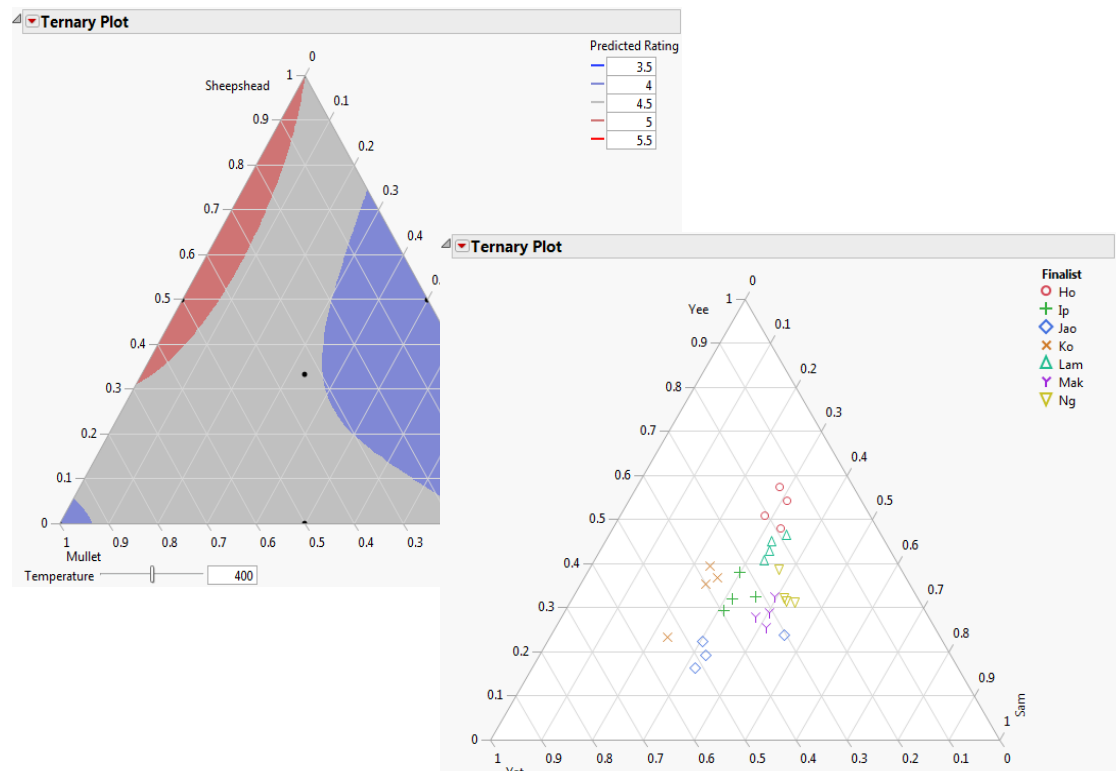 Ternary Plot
Predicted Rating
3.5
4
4.5
5
5.5
Sheepshead
1
0.9
0.8
0.7
0.6
0.5
0.4
0.3
0.2
0.1
0
0
0.1
0.2
0.3
0.4
1 0.9 0.8 0.7 0.6 0.5 0.4 0.3
Mullet
Temperature 400
Ternary Plot
Finalist
Ho
Ip
Jao
Ko
Lam
Mak
Ng
Yee
1
0.9
0.8
0.7
0.6
0.5
0.4
0.3
0.2
0.1
0
0
0.1
0.2
0.3
0.4
0.5
0.6
0.7
0.8
0.9
1
Sam
1 0.9 0.8 0.7 0.6 0.5 0.4 0.3 0.2 0.1 0